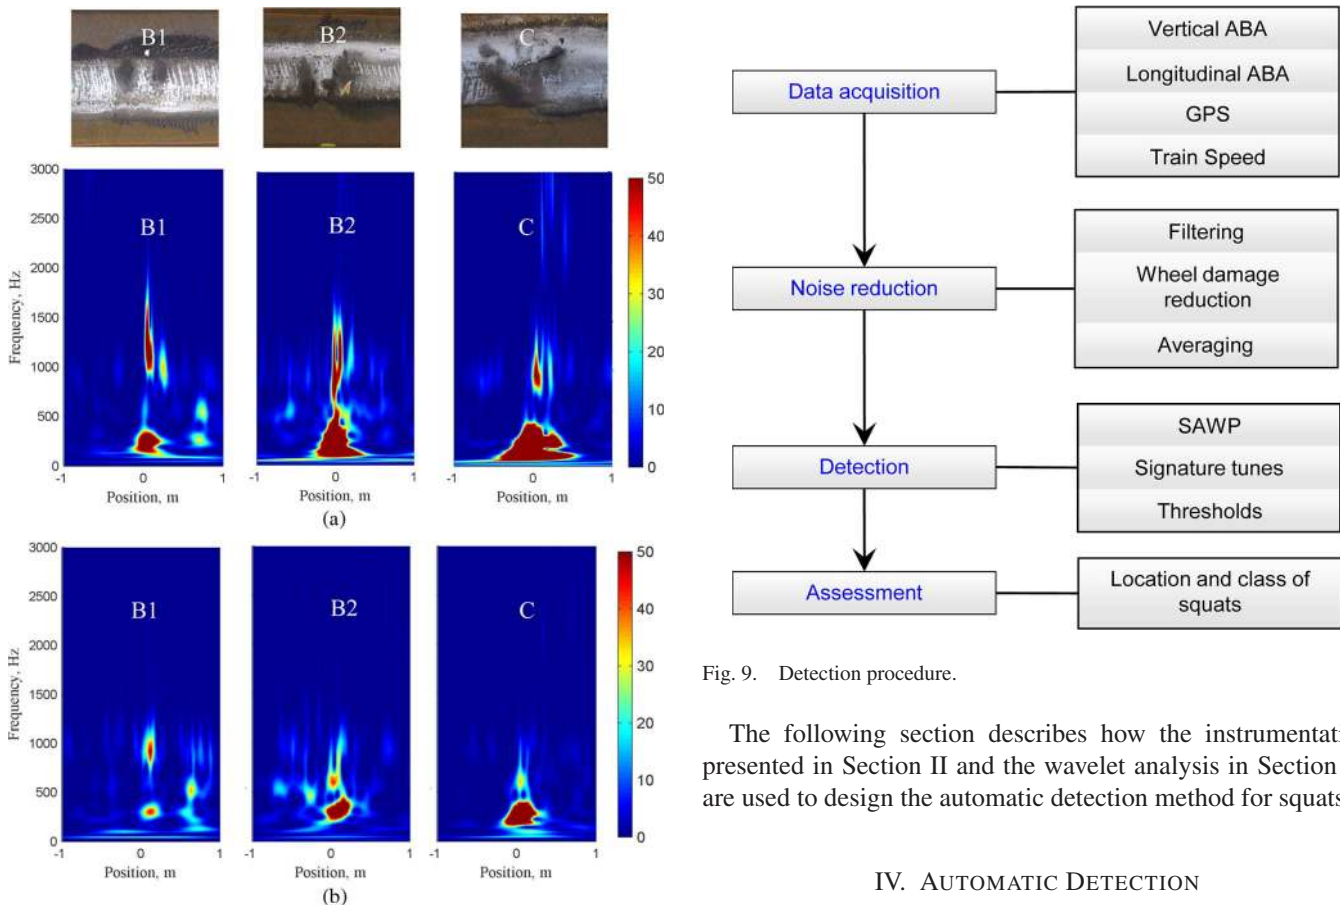 B1 B2 C
3000
2500
2000
1500
1000
500
0
Frequency, Hz
B1
B2
C
50
40
30
20
10
0
-1 0 1 -1 0 1 -1 0 1
Position, m Position, m Position, m
(a)
3000
2500
2000
1500
1000
500
0
Frequency, Hz
B1
B2
C
50
40
30
20
10
0
-1 0 1 -1 0 1 -1 0 1
Position, m Position, m Position, m
(b)
Data acquisition
Vertical ABA
Longitudinal ABA
GPS
Train Speed
Noise reduction
Filtering
Wheel damage
reduction
Averaging
Detection
SAWP
Signature tunes
Thresholds
Assessment
Location and class of
squats
Fig. 9. Detection procedure.
The following section describes how the instrumentati
presented in Section II and the wavelet analysis in Section
are used to design the automatic detection method for squats
IV. AUTOMATIC DETECTION